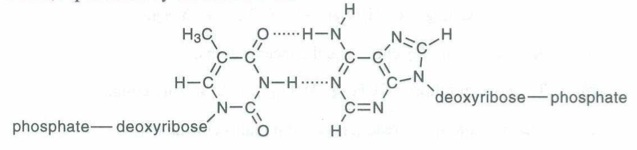 H
H₃C O ······ H—N N H
C C C C C
H—C N—H ······ N C N
N C C=N deoxyribose—phosphate
phosphate—deoxyribose O H